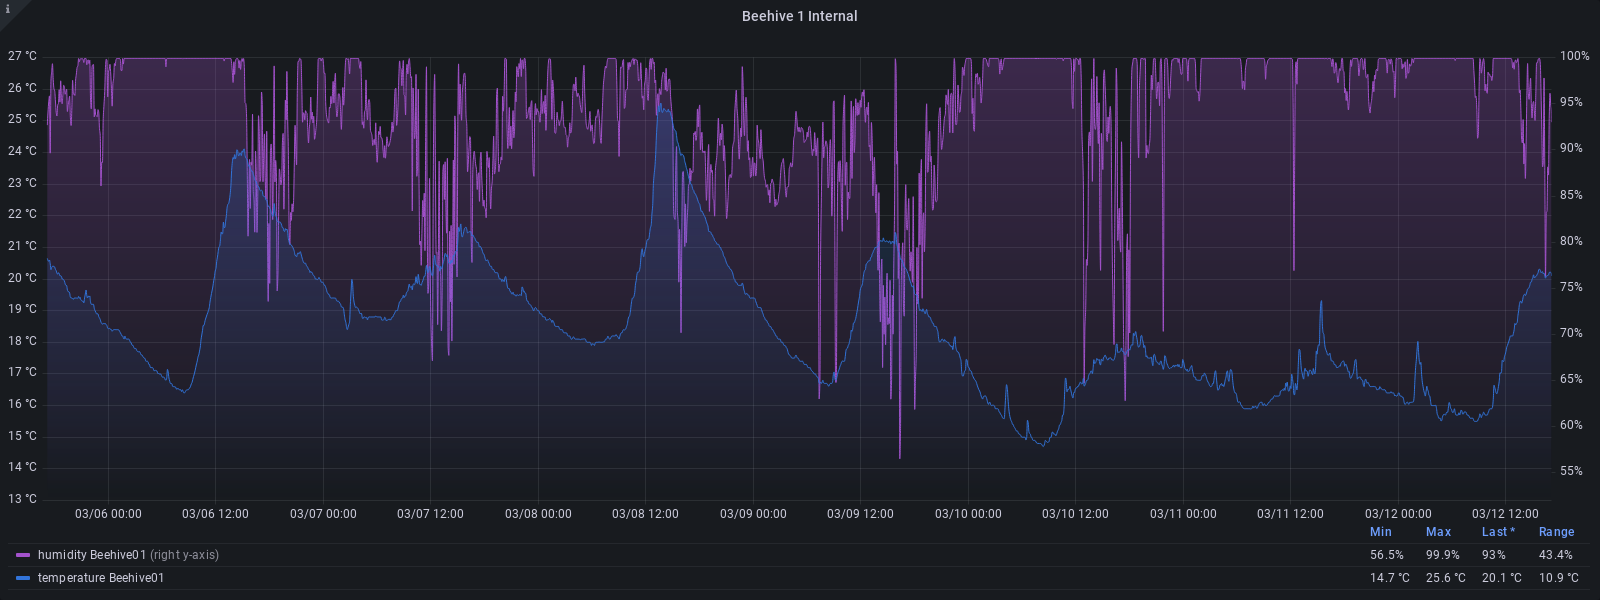 i
Beehive 1 Internal
27 °C
26 °C
25 °C
24 °C
23 °C
22 °C
21 °C
20 °C
19 °C
18 °C
17 °C
16 °C
15 °C
14 °C
13 °C
100%
95%
90%
85%
80%
75%
70%
65%
60%
55%
03/06 00:00 03/06 12:00 03/07 00:00 03/07 12:00 03/08 00:00 03/08 12:00 03/09 00:00 03/09 12:00 03/10 00:00 03/10 12:00 03/11 00:00 03/11 12:00 03/12 00:00 03/12 12:00
Min Max Last * Range
humidity Beehive01 (right y-axis) 56.5% 99.9% 93% 43.4%
temperature Beehive01 14.7 °C 25.6 °C 20.1 °C 10.9 °C